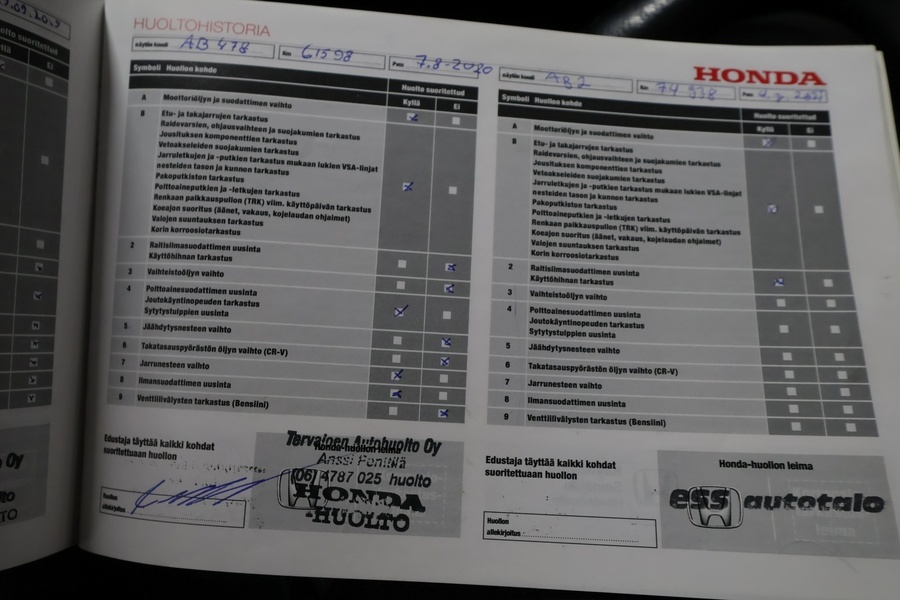 HUOLTOHISTORIA
näytön koodi AB 478 Km 61598 Pvm 7.8-2020
Symboli Huollon kohde Huolto suoritettud
Kyllä Ei
A Moottoriöljyn ja suodattimen vaihto
B Etu- ja takajarrujen tarkastus
Raidevarsien, ohjausvaihteen ja suojakumien tarkastus
Jousituksen komponenttien tarkastus
Vetoakseleiden suojakumien tarkastus
Jarruletkujen ja -putkien tarkastus mukaan lukien VSA-linjat
nesteiden tason ja kunnon tarkastus
Pakoputkiston tarkastus
Polttoaineputkien ja -letkujen tarkastus
Renkaan paikkauspullon (TRK) viim. käyttöpäivän tarkastus
Koeajon suoritus (äänet, vakaus, kojelaudan ohjaimet)
Valojen suuntauksen tarkastus
Korin korroosiotarkastus
2 Raitisilmasuodattimen uusinta
Käyttöhihnan tarkastus
3 Vaihteistoöljyn vaihto
4 Polttoainesuodattimen uusinta
Joutokäyntinopeuden tarkastus
Sytytystulppien uusinta
5 Jäähdytysnesteen vaihto
6 Takatasauspyörästön öljyn vaihto (CR-V)
7 Jarrunesteen vaihto
8 Ilmansuodattimen uusinta
9 Venttiilivälysten tarkastus (Bensiini)
Edustaja täyttää kaikki kohdat
suoritettuaan huollon
Huollon
allekirjoitus
Honda-huollon leima
Tervajoen Autohuolto Oy
Anssi Penttilä
(06) 4787 025 huolto
HONDA
HUOLTO
HONDA
näytön koodi AB 2 Km 74 938 Pvm
Symboli Huollon kohde Huolto suoritettud
Kyllä Ei
A Moottoriöljyn ja suodattimen vaihto
B Etu- ja takajarrujen tarkastus
Raidevarsien, ohjausvaihteen ja suojakumien tarkastus
Jousituksen komponenttien tarkastus
Vetoakseleiden suojakumien tarkastus
Jarruletkujen ja -putkien tarkastus mukaan lukien VSA-linjat
nesteiden tason ja kunnon tarkastus
Pakoputkiston tarkastus
Polttoaineputkien ja -letkujen tarkastus
Renkaan paikkauspullon (TRK) viim. käyttöpäivän tarkastus
Koeajon suoritus (äänet, vakaus, kojelaudan ohjaimet)
Valojen suuntauksen tarkastus
Korin korroosiotarkastus
2 Raitisilmasuodattimen uusinta
Käyttöhihnan tarkastus
3 Vaihteistoöljyn vaihto
4 Polttoainesuodattimen uusinta
Joutokäyntinopeuden tarkastus
Sytytystulppien uusinta
5 Jäähdytysnesteen vaihto
6 Takatasauspyörästön öljyn vaihto (CR-V)
7 Jarrunesteen vaihto
8 Ilmansuodattimen uusinta
9 Venttiilivälysten tarkastus (Bensiini)
Edustaja täyttää kaikki kohdat
suoritettuaan huollon
Huollon
allekirjoitus
Honda-huollon leima
ess autotalo